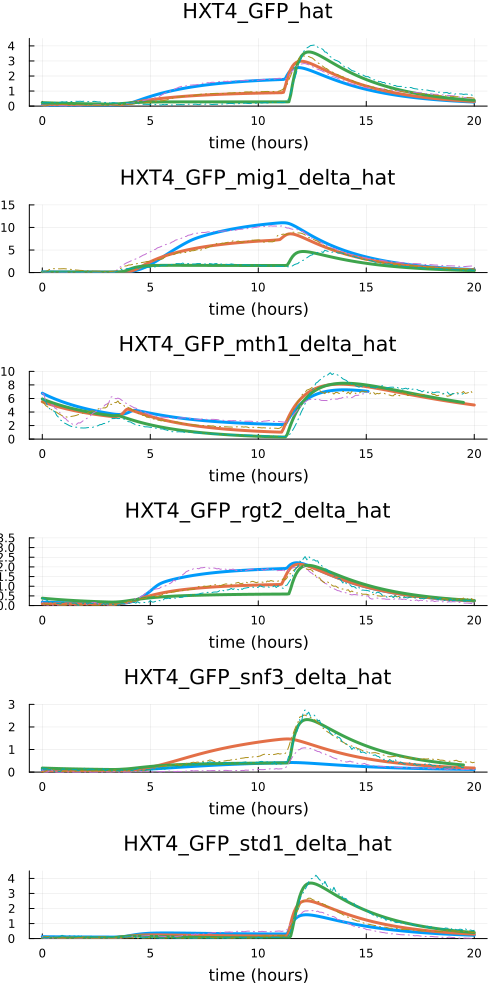 HXT4_GFP_hat
4
3
2
1
0
0 5 10 15 20
time (hours)
HXT4_GFP_mig1_delta_hat
15
10
5
0
0 5 10 15 20
time (hours)
HXT4_GFP_mth1_delta_hat
10
8
6
4
2
0
0 5 10 15 20
time (hours)
HXT4_GFP_rgt2_delta_hat
3.5
3.0
2.5
2.0
1.5
1.0
0.5
0.0
0 5 10 15 20
time (hours)
HXT4_GFP_snf3_delta_hat
3
2
1
0
0 5 10 15 20
time (hours)
HXT4_GFP_std1_delta_hat
4
3
2
1
0
0 5 10 15 20
time (hours)